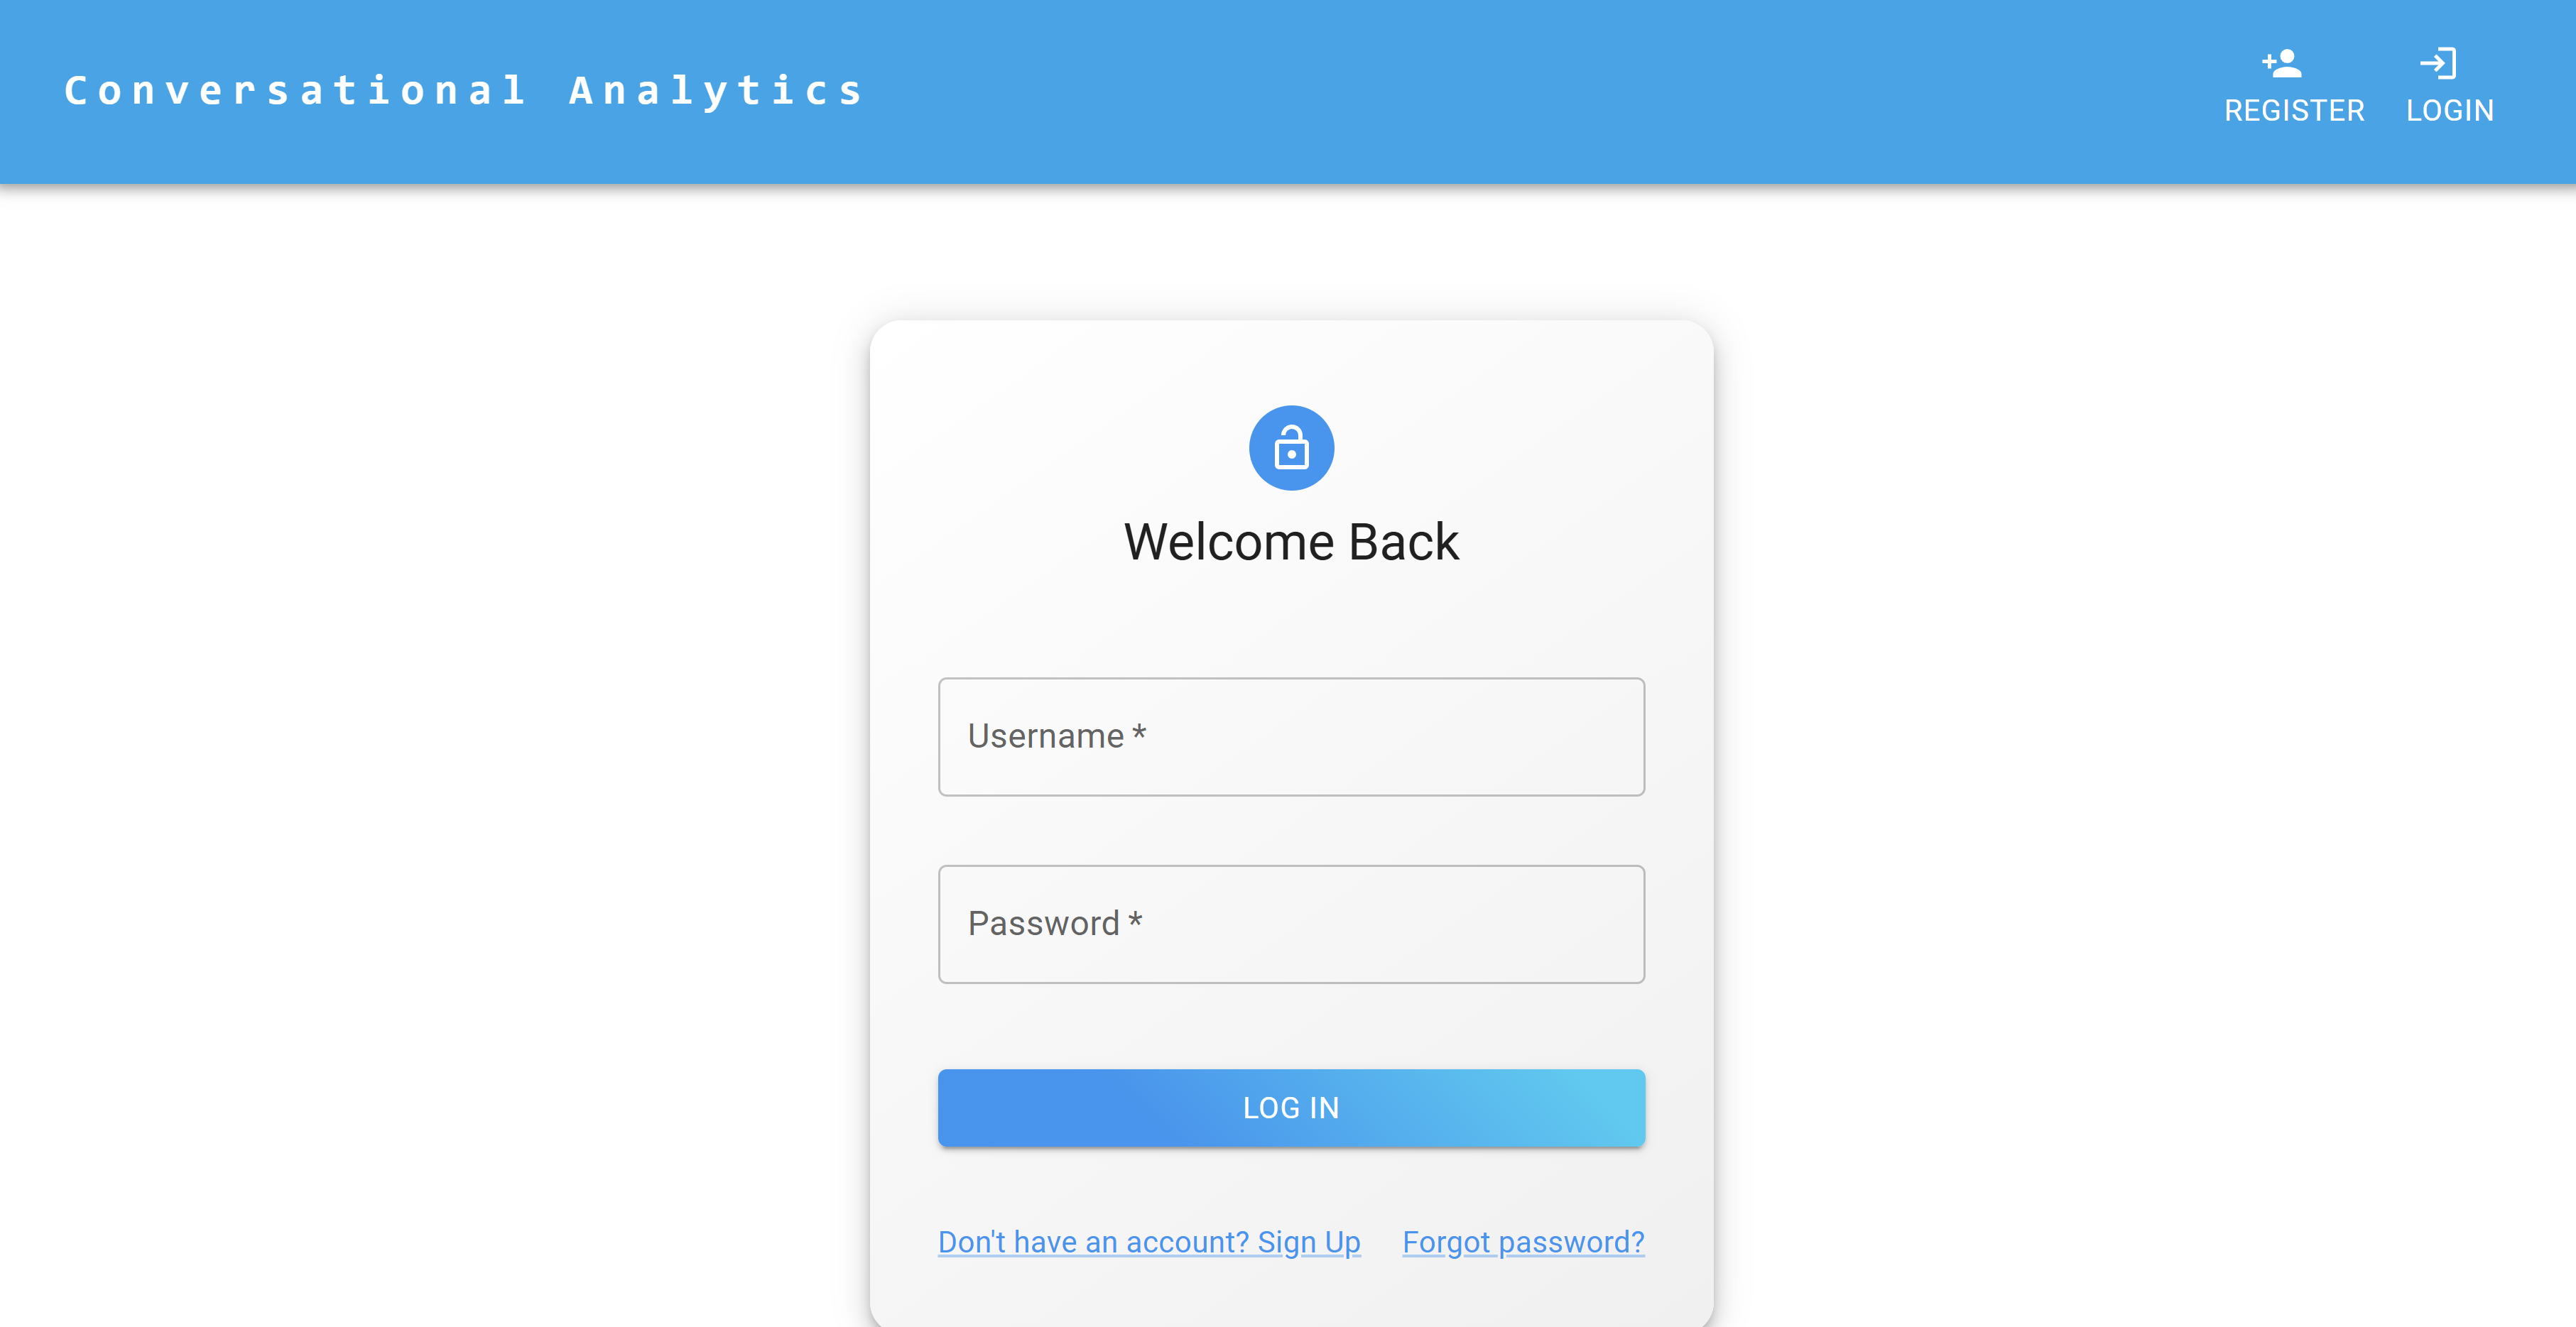 Conversational Analytics
REGISTER
LOGIN
Welcome Back
Username *
Password *
LOG IN
Don't have an account? Sign Up
Forgot password?